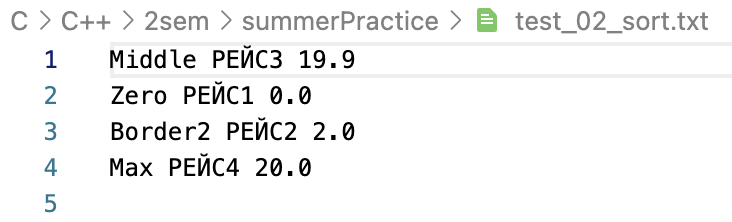 C > C++ > 2sem > summerPractice > test_02_sort.txt
1 Middle РЕЙС3 19.9
2 Zero РЕЙС1 0.0
3 Border2 РЕЙС2 2.0
4 Max РЕЙС4 20.0
5